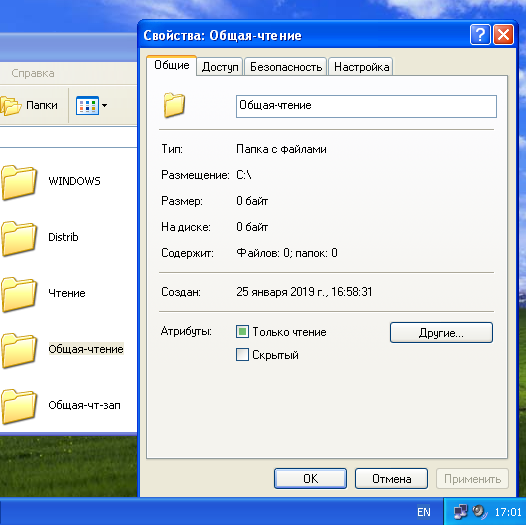 Справка
Папки
WINDOWS
Distrib
Чтение
Общая-чтение
Общая-чт-зап
Свойства: Общая-чтение
Общие
Доступ
Безопасность
Настройка
Общая-чтение
Тип: Папка с файлами
Размещение: C:\
Размер: 0 байт
На диске: 0 байт
Содержит: Файлов: 0; папок: 0
Создан: 25 января 2019 г., 16:58:31
Атрибуты: Только чтение Другие...
Скрытый
OK Отмена Применить
EN 17:01